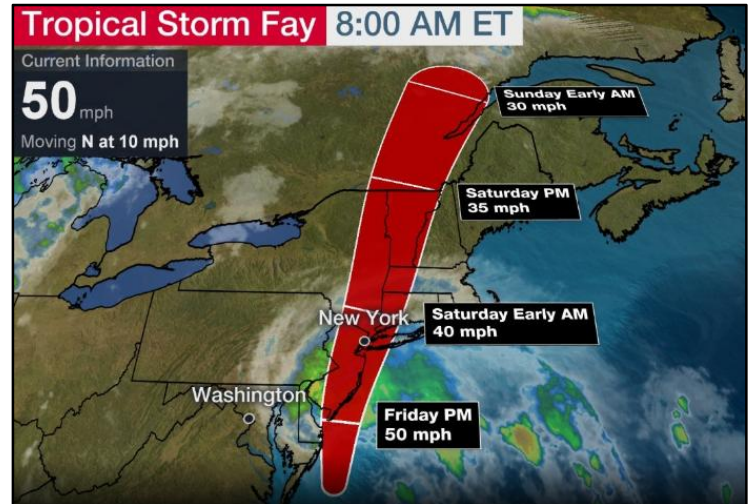 Tropical Storm Fay 8:00 AM ET
Current Information
50 mph
Moving N at 10 mph
Sunday Early AM
30 mph
Saturday PM
35 mph
New York
Saturday Early AM
40 mph
Washington
Friday PM
50 mph